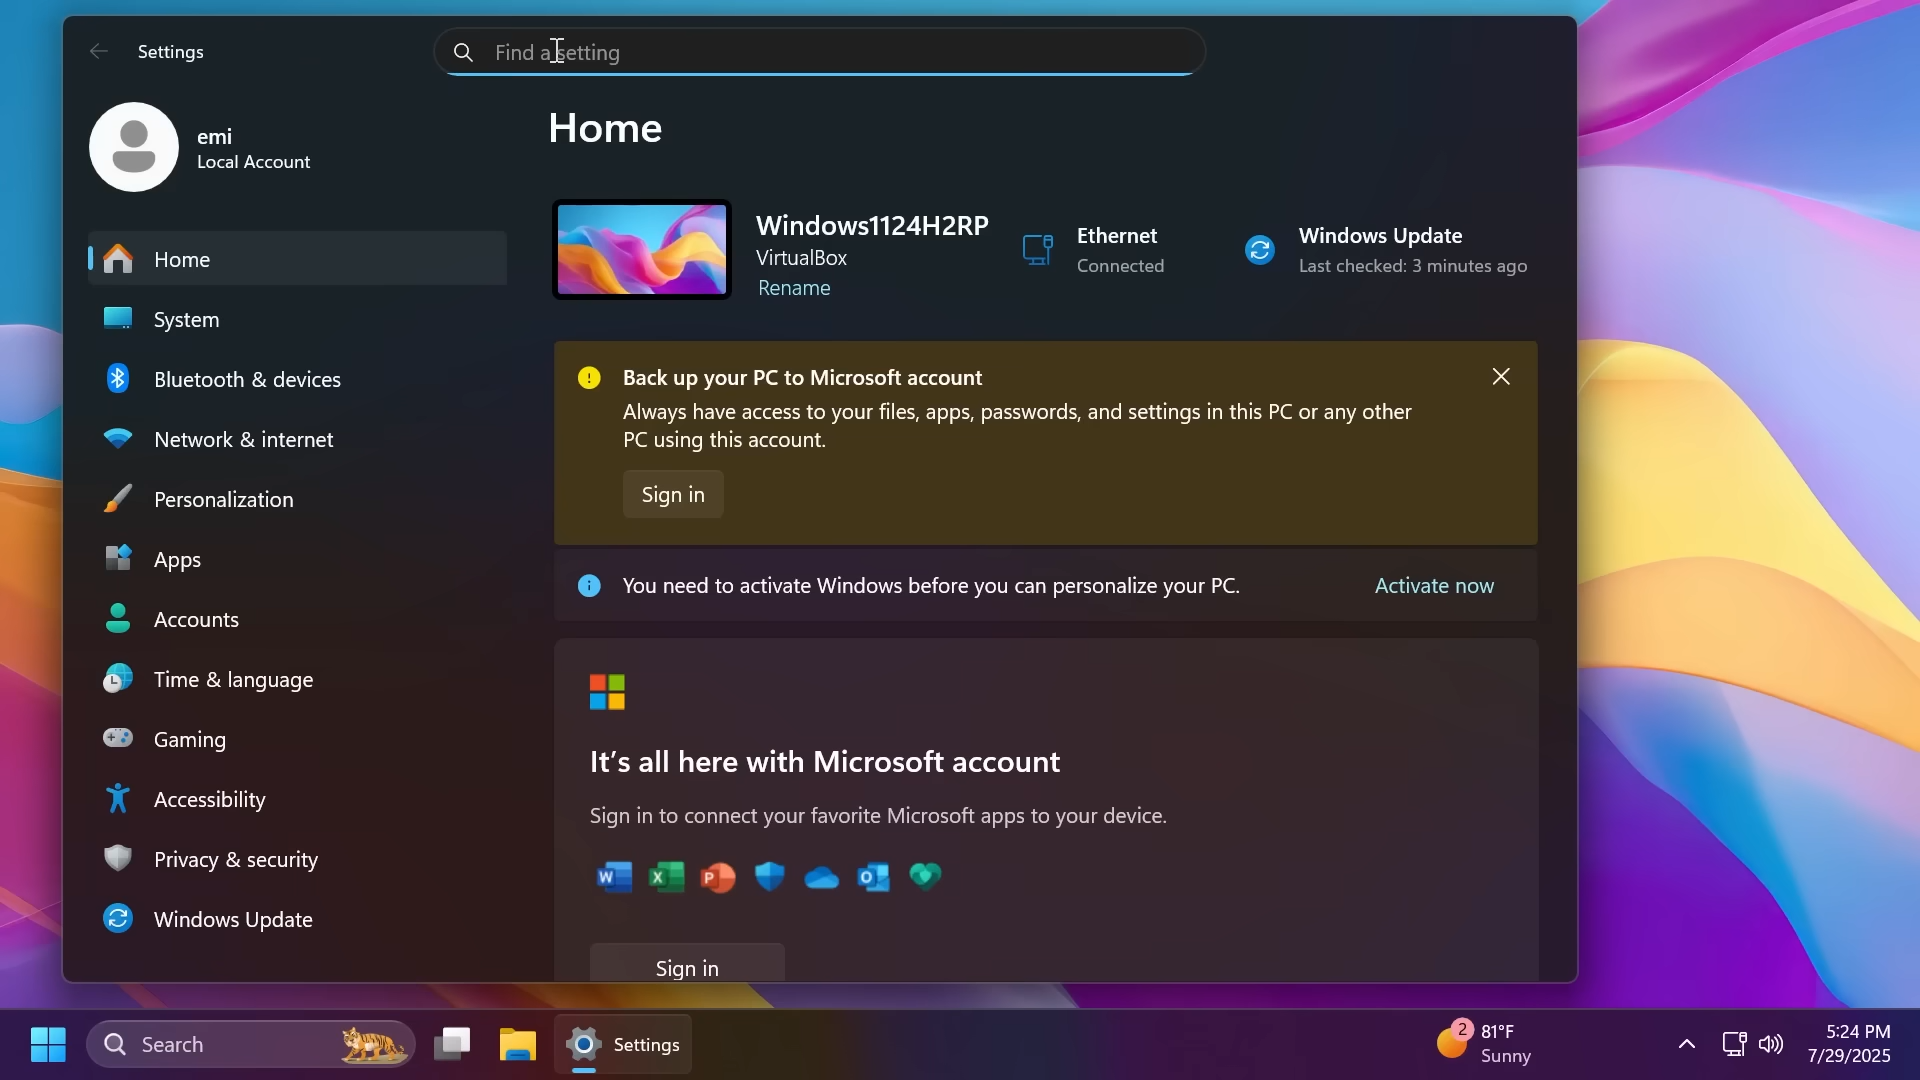 Settings
Find a setting
emi
Local Account
Home
System
Bluetooth & devices
Network & internet
Personalization
Apps
Accounts
Time & language
Gaming
Accessibility
Privacy & security
Windows Update
Home
Windows1124H2RP
VirtualBox
Rename
Ethernet
Connected
Windows Update
Last checked: 3 minutes ago
Back up your PC to Microsoft account
Always have access to your files, apps, passwords, and settings in this PC or any other
PC using this account.
Sign in
You need to activate Windows before you can personalize your PC.
Activate now
It's all here with Microsoft account
Sign in to connect your favorite Microsoft apps to your device.
W X P O
Sign in
Search
Settings
2
81°F
Sunny
5:24 PM
7/29/2025